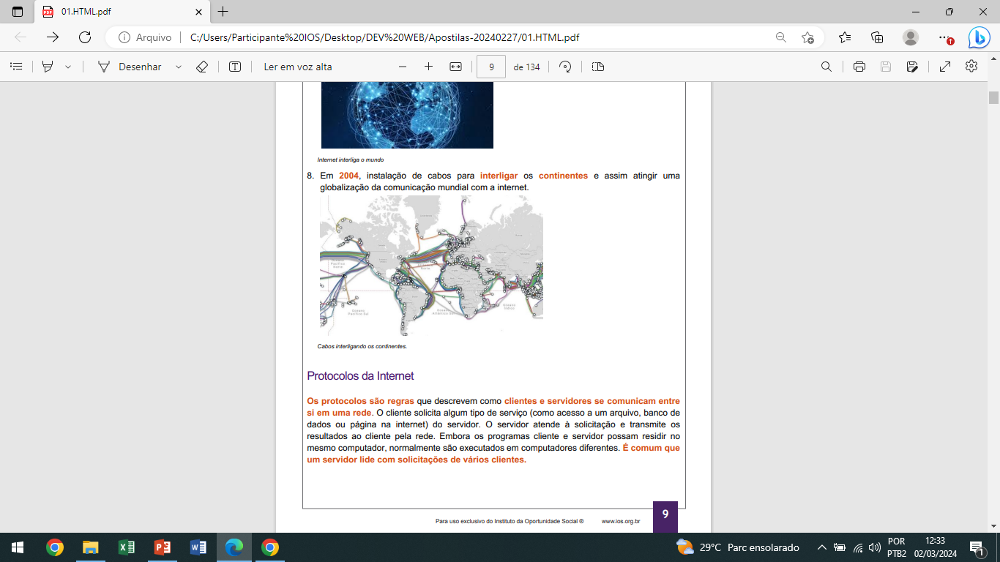 01.HTML.pdf
Arquivo
C:/Users/Participante%20IOS/Desktop/DEV%20WEB/Apostilas-20240227/01.HTML.pdf
Desenhar
Ler em voz alta
9
de 134
Internet interliga o mundo
8. Em 2004, instalação de cabos para interligar os continentes e assim atingir uma
globalização da comunicação mundial com a internet.
Oceano
Pacífico
Norte
Norte
Oceano
Pacífico Sul
Oceano
Atlântico Sul
Oceano
Índico
Cabos interligando os continentes.
Protocolos da Internet
Os protocolos são regras que descrevem como clientes e servidores se comunicam entre
si em uma rede. O cliente solicita algum tipo de serviço (como acesso a um arquivo, banco de
dados ou página na internet) do servidor. O servidor atende à solicitação e transmite os
resultados ao cliente pela rede. Embora os programas cliente e servidor possam residir no
mesmo computador, normalmente são executados em computadores diferentes. É comum que
um servidor lide com solicitações de vários clientes.
9
Para uso exclusivo do Instituto da Oportunidade Social ® www.ios.org.br
29°C Parc ensolarado
POR
PTB2
12:33
02/03/2024
1